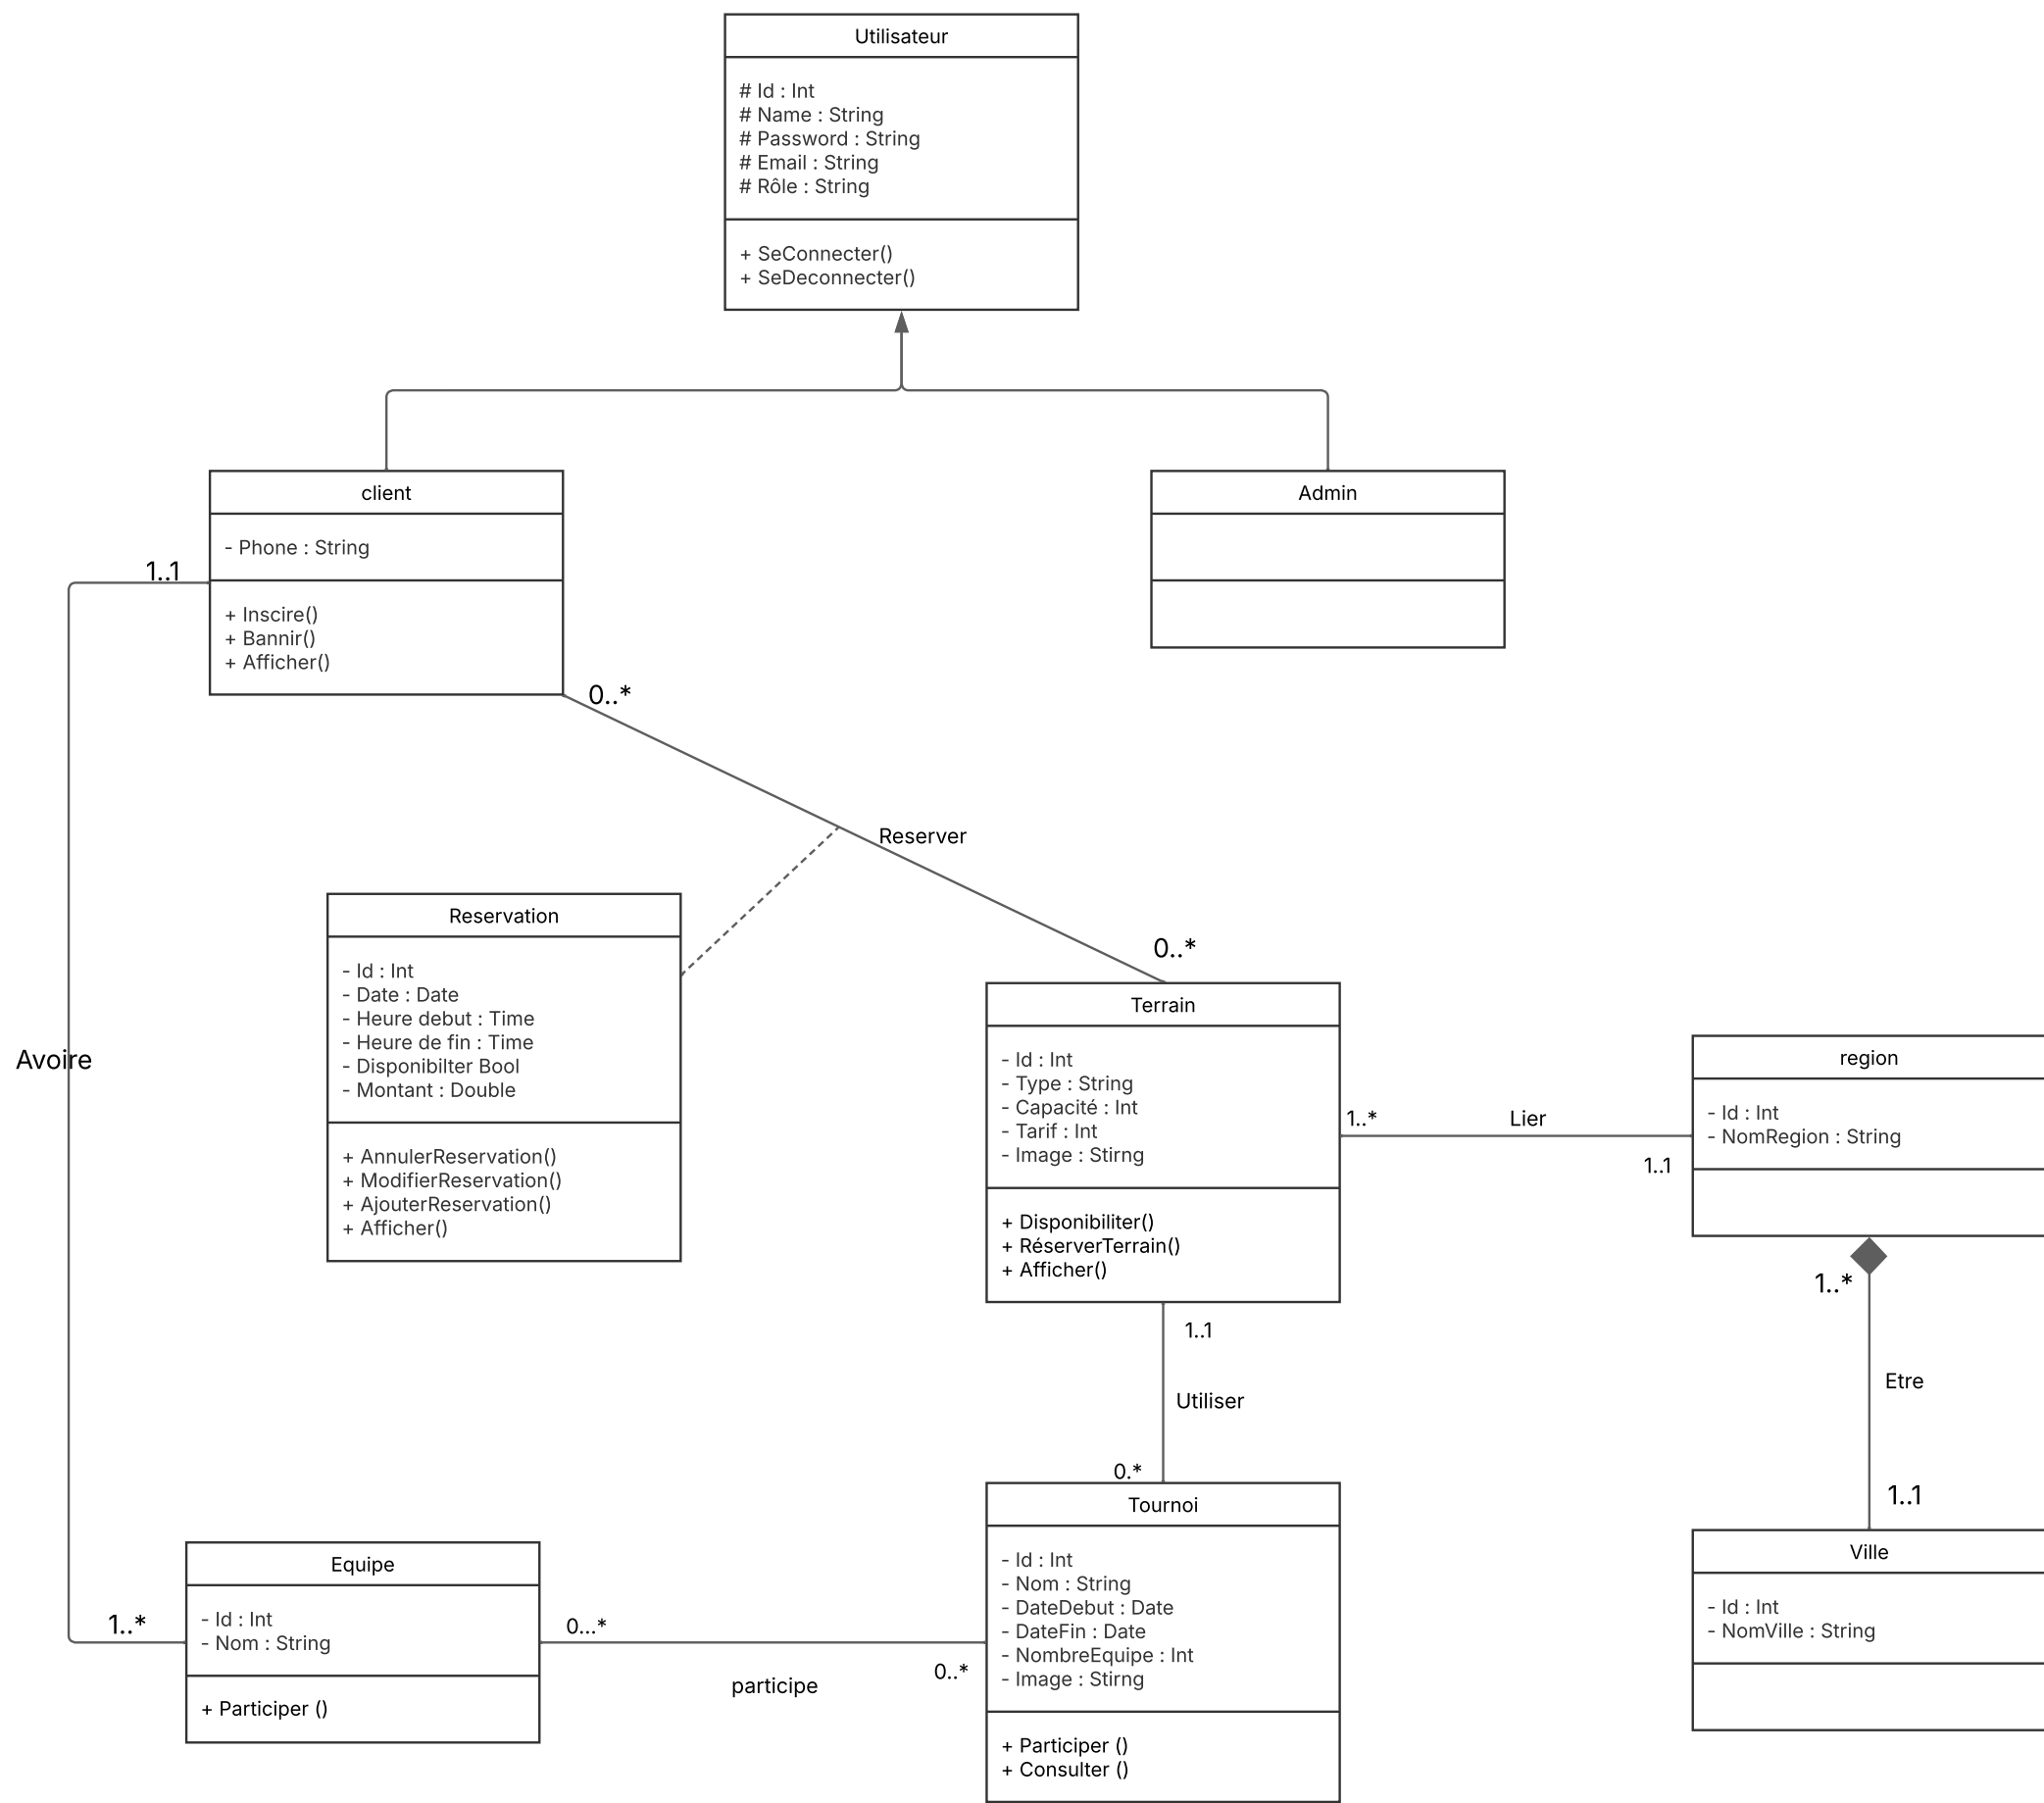 Utilisateur
# Id : Int
# Name : String
# Password : String
# Email : String
# Rôle : String
+ SeConnecter()
+ SeDeconnecter()
client
- Phone : String
+ Inscire()
+ Bannir()
+ Afficher()
Admin
1..1
0..*
Reserver
0..*
Reservation
- Id : Int
- Date : Date
- Heure debut : Time
- Heure de fin : Time
- Disponibilter Bool
- Montant : Double
+ AnnulerReservation()
+ ModifierReservation()
+ AjouterReservation()
+ Afficher()
Avoire
Terrain
- Id : Int
- Type : String
- Capacité : Int
- Tarif : Int
- Image : Stirng
+ Disponibiliter()
+ RéserverTerrain()
+ Afficher()
1..*
Lier
1..1
region
- Id : Int
- NomRegion : String
1..*
Etre
1..1
1..1
Utiliser
0.*
Tournoi
- Id : Int
- Nom : String
- DateDebut : Date
- DateFin : Date
- NombreEquipe : Int
- Image : Stirng
+ Participer ()
+ Consulter ()
Ville
- Id : Int
- NomVille : String
Equipe
- Id : Int
- Nom : String
+ Participer ()
1..*
0...*
participe
0..*